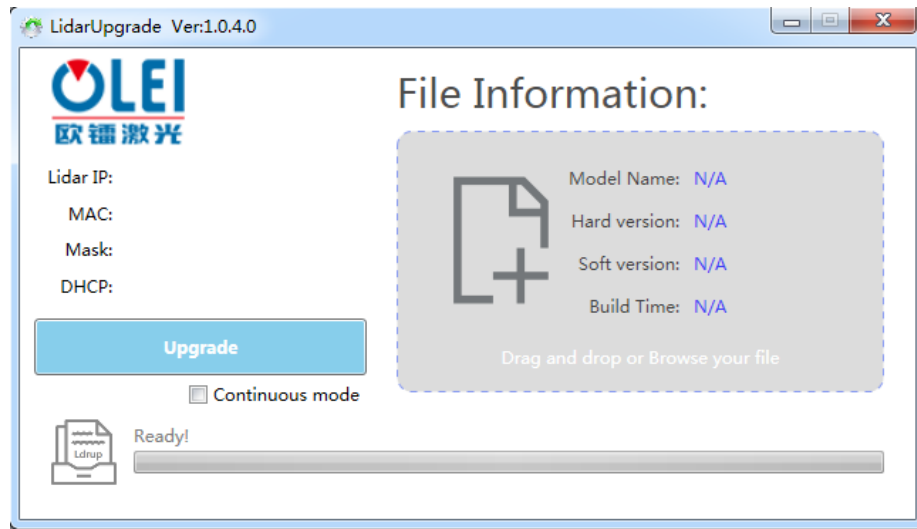 LidarUpgrade Ver:1.0.4.0
OLEI
欧镭激光
Lidar IP:
MAC:
Mask:
DHCP:
Upgrade
Continuous mode
File Information:
Model Name: N/A
Hard version: N/A
Soft version: N/A
Build Time: N/A
Drag and drop or Browse your file
Ldrup
Ready!